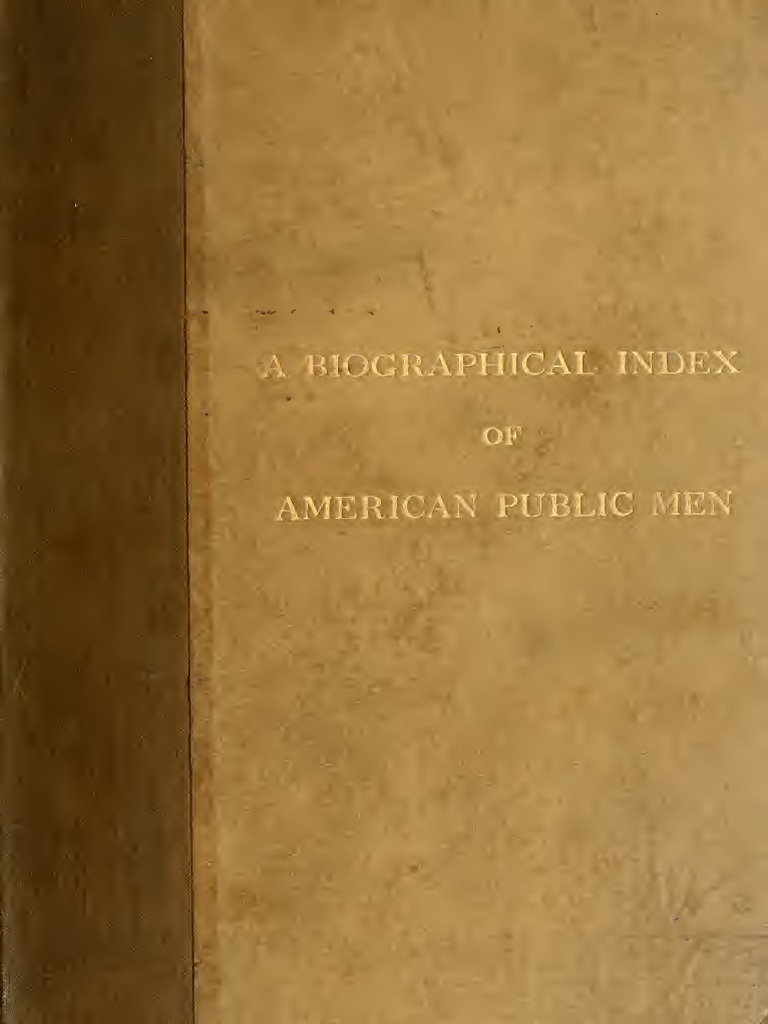 A BIOGRAPHICAL INDEX
OF
AMERICAN PUBLIC MEN